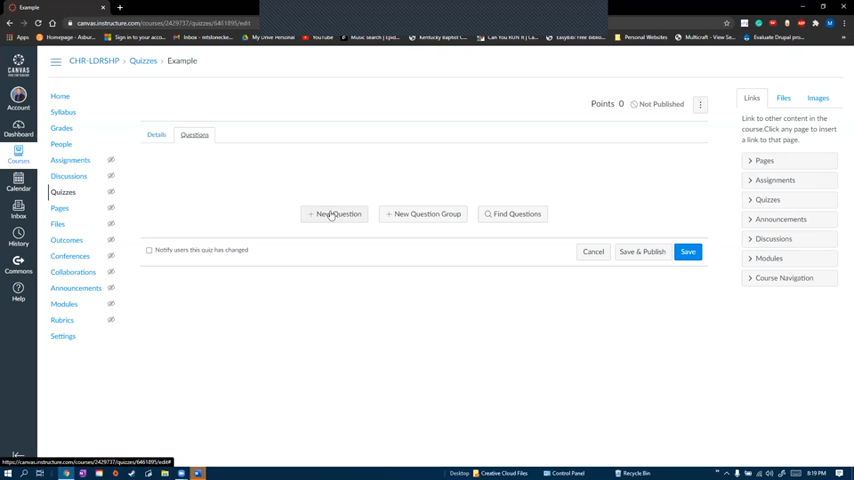 Example
canvas.instructure.com/courses/2429737/quizzes/6461895/edit
Apps
Homepage - Asbur...
Sign in to your acco...
My Drive Personal
YouTube
Music search | Epid...
Kentucky Baptist C...
Can You RUN It | Ca...
EasyBib: Free Biblio...
Personal Websites
Multicraft - View Se...
Evaluate Drupal pro...
CANVAS
Account
Dashboard
Courses
Calendar
Inbox
History
Commons
Help
CHR-LDRSHP
Quizzes
Example
Home
Syllabus
Grades
People
Assignments
Discussions
Quizzes
Pages
Files
Outcomes
Conferences
Collaborations
Announcements
Modules
Rubrics
Settings
Points 0
Not Published
Details
Questions
+ New Question
+ New Question Group
Find Questions
Notify users this quiz has changed
Cancel
Save & Publish
Save
Links
Files
Images
Link to other content in the
course.Click any page to insert
a link to that page.
Pages
Assignments
Quizzes
Announcements
Discussions
Modules
Course Navigation
https://canvas.instructure.com/courses/2429737/quizzes/6461895/edit#
Desktop
Creative Cloud Files
Control Panel
Recycle Bin
8:19 PM